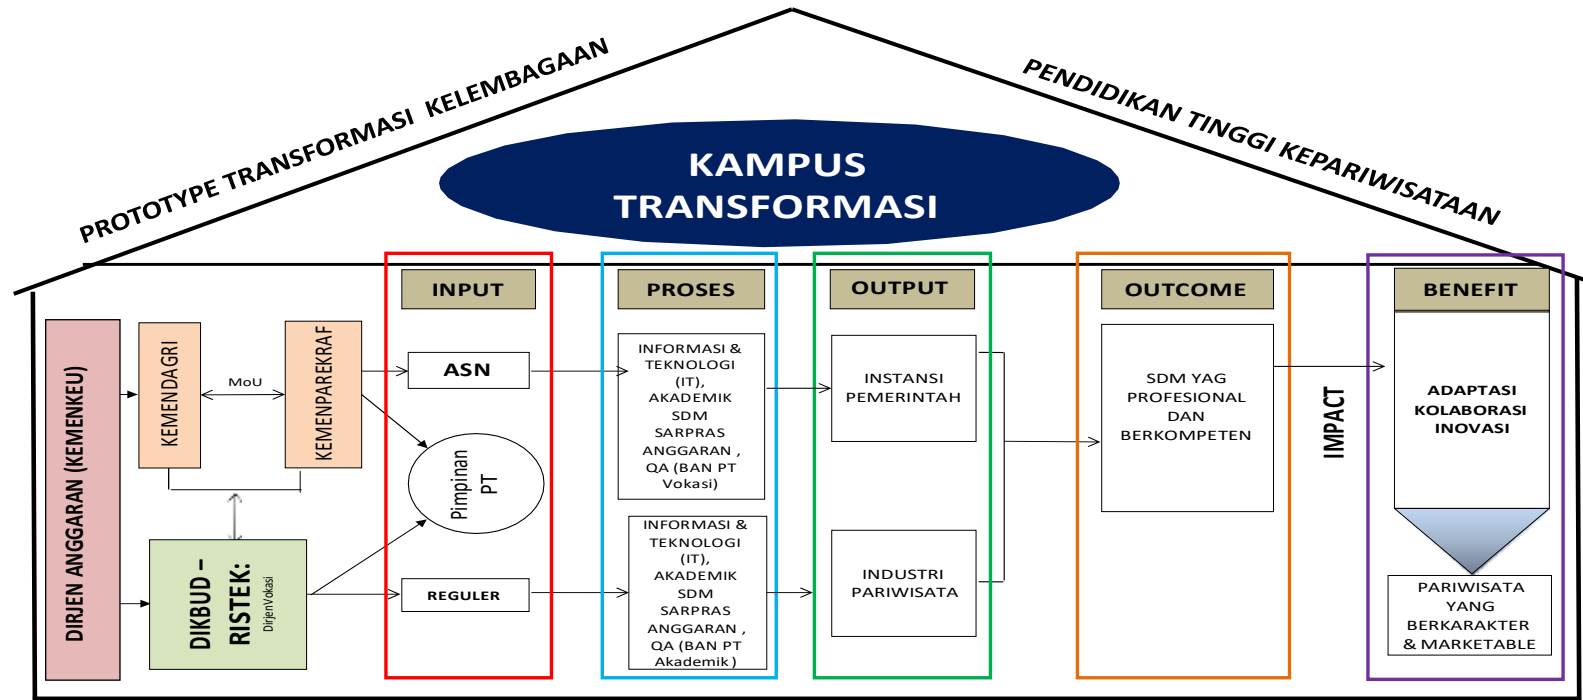 PROTOTYPE TRANSFORMASI KELEMBAGAAN
PENDIDIKAN TINGGI KEPARIWISATAAN
KAMPUS
TRANSFORMASI
DIRJEN ANGGARAN (KEMENKEU)
KEMENDAGRI
MoU
KEMENPAREKRAF
DIKBUD –
RISTEK:
DirjenVokasi
INPUT
ASN
Pimpinan
PT
REGULER
PROSES
INFORMASI &
TEKNOLOGI
(IT),
AKADEMIK
SDM
SARPRAS
ANGGARAN ,
QA (BAN PT
Vokasi)
INFORMASI &
TEKNOLOGI
(IT),
AKADEMIK
SDM
SARPRAS
ANGGARAN ,
QA (BAN PT
Akademik)
OUTPUT
INSTANSI
PEMERINTAH
INDUSTRI
PARIWISATA
OUTCOME
SDM YAG
PROFESIONAL
DAN
BERKOMPETEN
IMPACT
BENEFIT
ADAPTASI
KOLABORASI
INOVASI
PARIWISATA
YANG
BERKARAKTER
& MARKETABLE